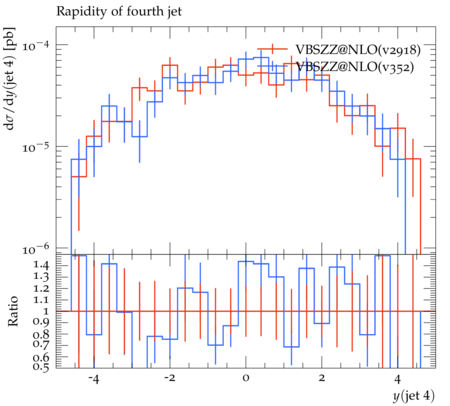 Rapidity of fourth jet
dσ/dy(jet 4) [pb]
VBSZZ@NLO(v2918)
VBSZZ@NLO(v352)
10⁻⁴
10⁻⁵
10⁻⁶
Ratio
1.4
1.3
1.2
1.1
1
0.9
0.8
0.7
0.6
0.5
-4 -2 0 2 4
y(jet 4)